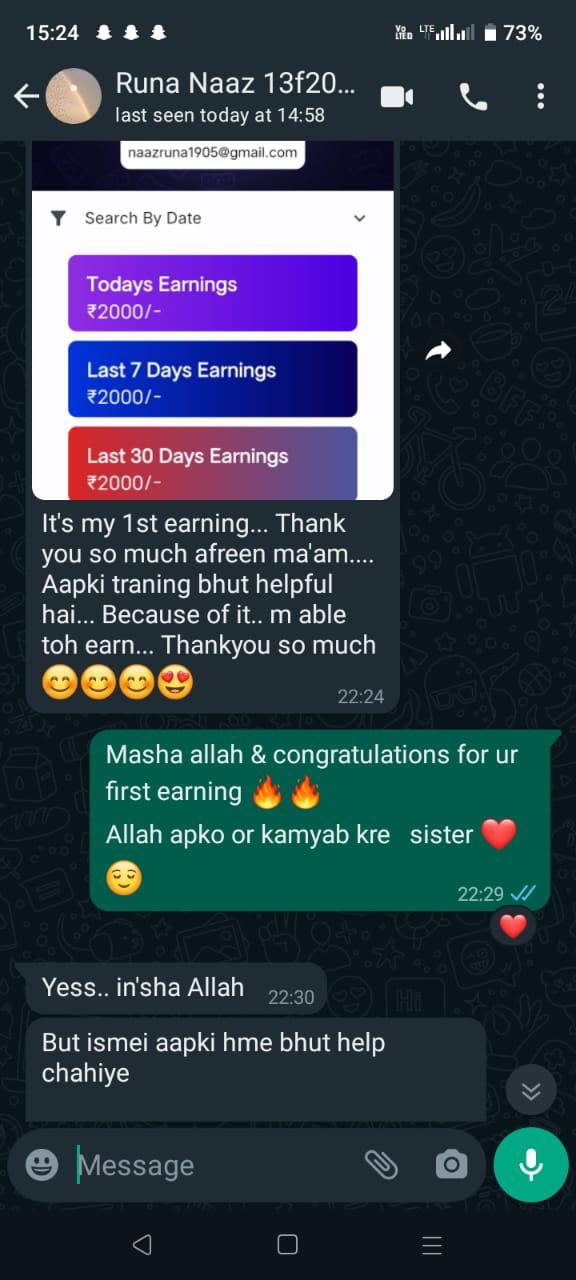 15:24
Vo LTE
LTE
73%
Runa Naaz 13f20...
last seen today at 14:58
naazruna1905@gmail.com
Search By Date
Todays Earnings
₹2000/-
Last 7 Days Earnings
₹2000/-
Last 30 Days Earnings
₹2000/-
It's my 1st earning... Thank
you so much afreen ma'am....
Aapki traning bhut helpful
hai... Because of it.. m able
toh earn... Thankyou so much
😊😊😊😍
22:24
Masha allah & congratulations for ur
first earning 🔥 🔥
Allah apko or kamyab kre   sister ❤️
😌
22:29
❤️
Yess.. in'sha Allah
22:30
But ismei aapki hme bhut help
chahiye
Message